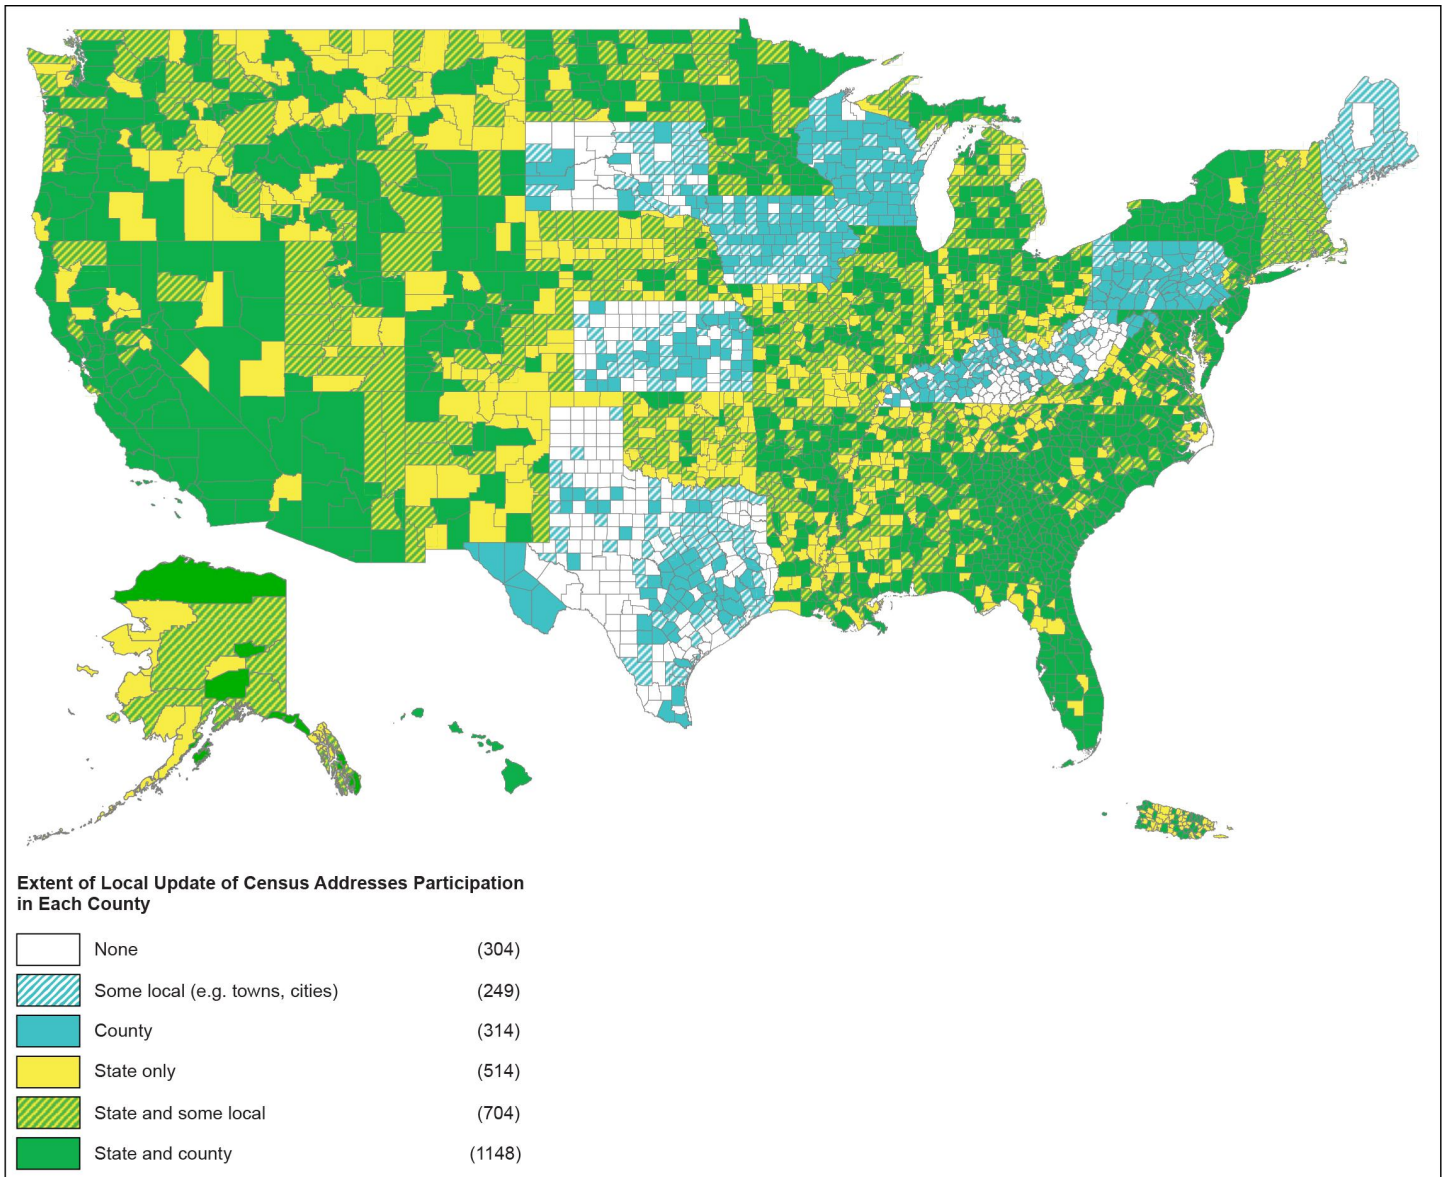 Extent of Local Update of Census Addresses Participation
in Each County
None (304)
Some local (e.g. towns, cities) (249)
County (314)
State only (514)
State and some local (704)
State and county (1148)